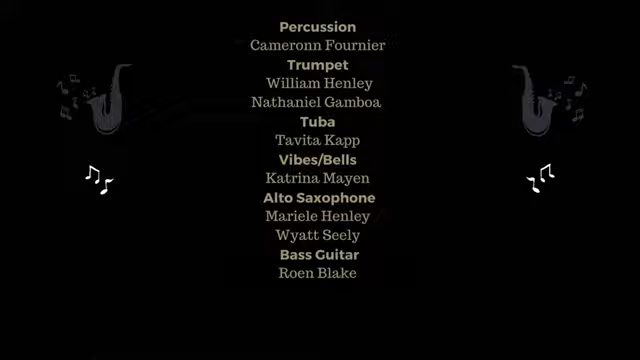 Percussion
Cameronn Fournier
Trumpet
William Henley
Nathaniel Gamboa
Tuba
Tavita Kapp
Vibes/Bells
Katrina Mayen
Alto Saxophone
Mariele Henley
Wyatt Seely
Bass Guitar
Roen Blake